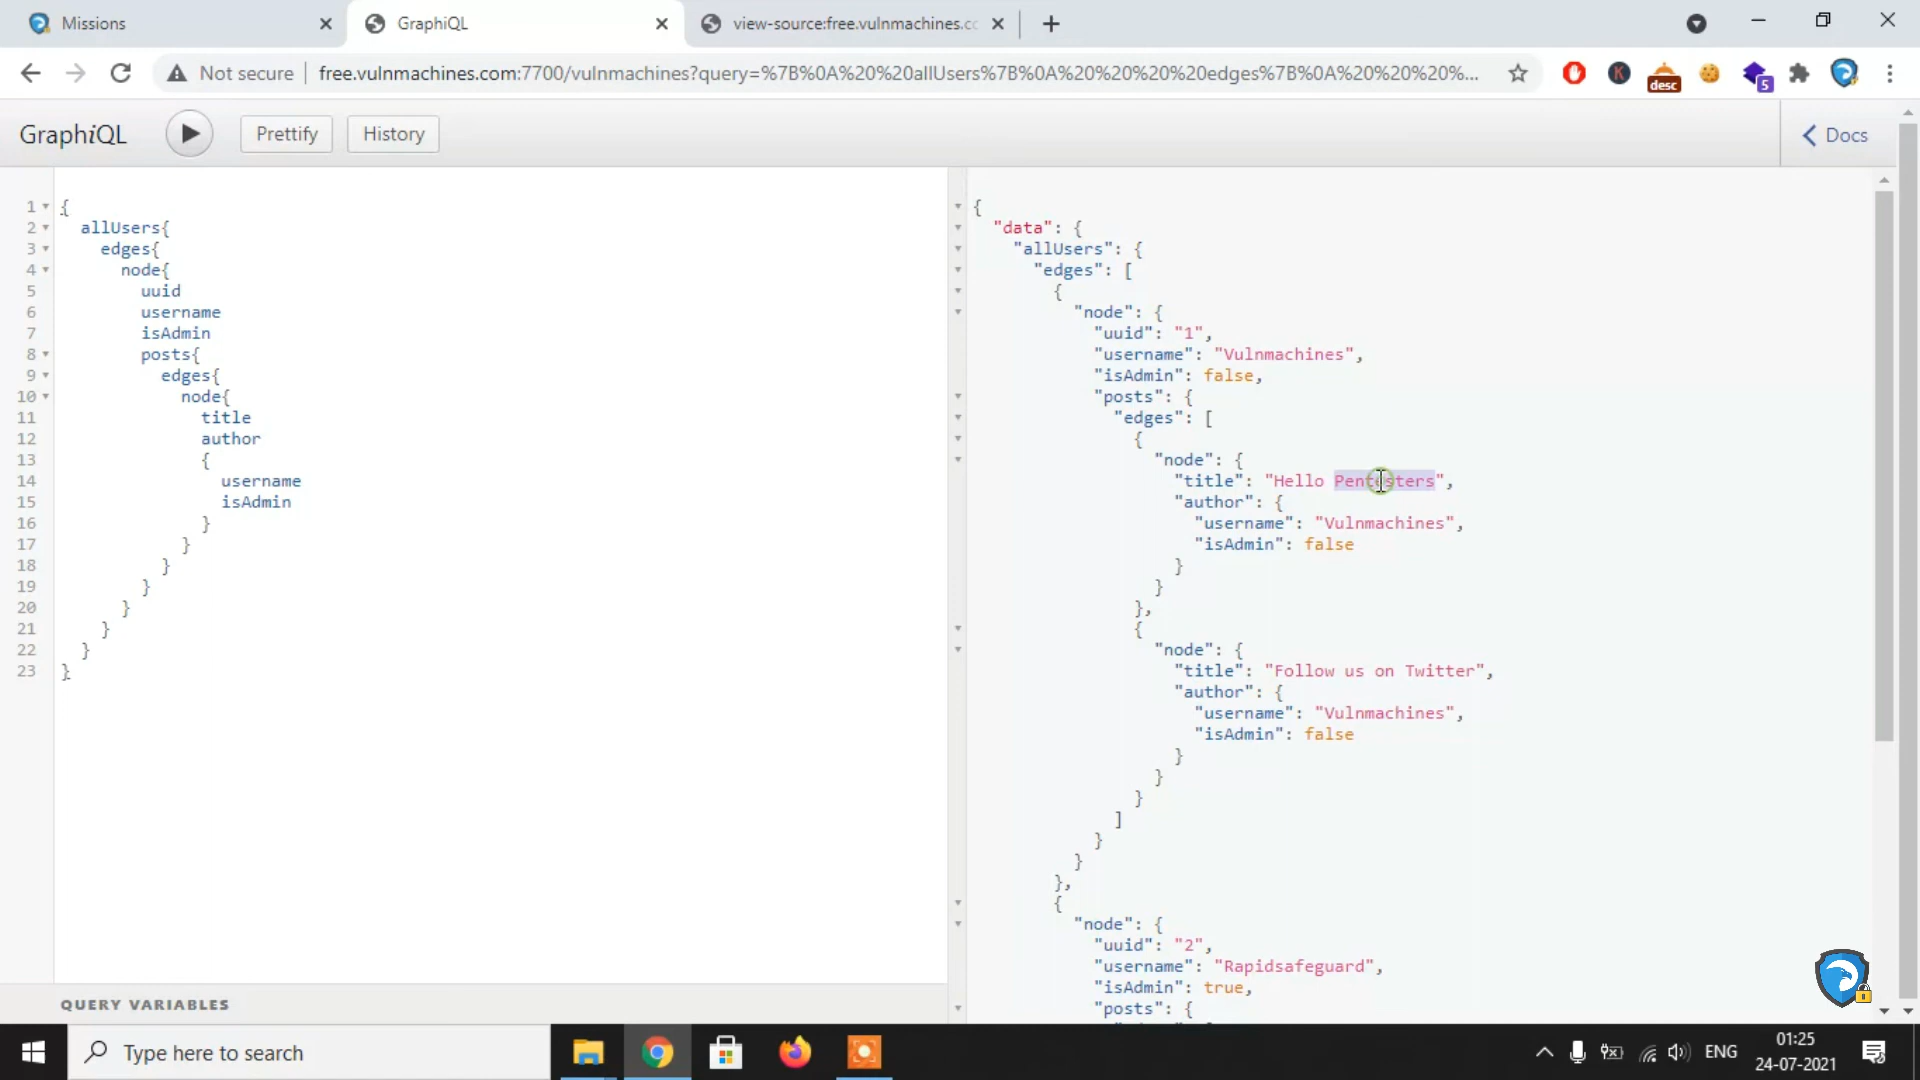 Missions
GraphiQL
view-source:free.vulnmachines.cc
Not secure
free.vulnmachines.com:7700/vulnmachines?query=%7B%0A%20%20allUsers%7B%0A%20%20%20%20edges%7B%0A%20%20%20%20%...
K
desc
5
GraphiQL
Prettify
History
Docs
1 {
2 allUsers{
3 edges{
4 node{
5 uuid
6 username
7 isAdmin
8 posts{
9 edges{
10 node{
11 title
12 author
13 {
14 username
15 isAdmin
16 }
17 }
18 }
19 }
20 }
21 }
22 }
23 }
QUERY VARIABLES
{
"data": {
"allUsers": {
"edges": [
{
"node": {
"uuid": "1",
"username": "Vulnmachines",
"isAdmin": false,
"posts": {
"edges": [
{
"node": {
"title": "Hello Pentesters",
"author": {
"username": "Vulnmachines",
"isAdmin": false
}
}
},
{
"node": {
"title": "Follow us on Twitter",
"author": {
"username": "Vulnmachines",
"isAdmin": false
}
}
}
]
}
}
},
{
"node": {
"uuid": "2",
"username": "Rapidsafeguard",
"isAdmin": true,
"posts": {
Type here to search
ENG
01:25
24-07-2021